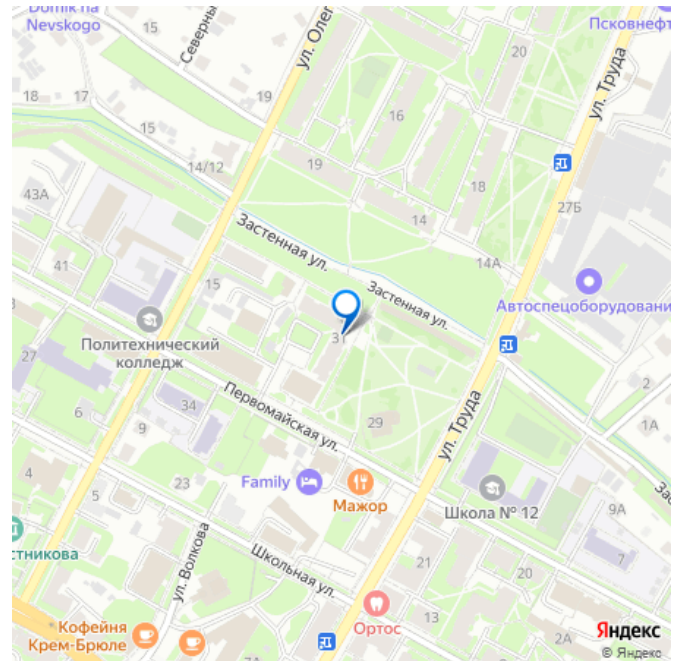 Domik na
Nevskogo
15
Северны
ул. Олег
Псковнефт
20
ул. Труда
18
17
19
16
15
14/12
19
18
27Б
43А
14
Застенная ул.
14А
41
15
Застенная ул.
Автоспецоборудовани
31
Политехнический
колледж
27
2
6
34
Первомайская ул.
29
1А
9
ул. Труда
4
23
Family
Мажор
Школа № 12
Зас
5
9А
стникова
ул. Волкова
Школьная ул.
21
7
20
Ортос
13
Кофейня
Крем-Брюле
7А
2А
Яндекс
© Яндекс